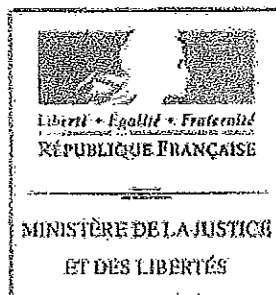 Liberté • Égalité • Fraternité
RÉPUBLIQUE FRANÇAISE
MINISTÈRE DE LA JUSTICE
ET DES LIBERTÉS